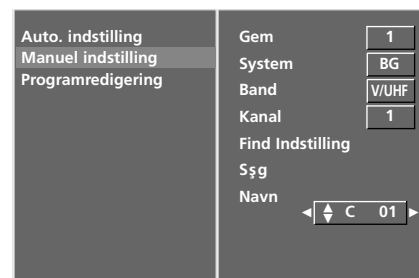 Auto. indstilling
Manuel indstilling
Programredigering
Gem 1
System BG
Band V/UHF
Kanal 1
Find Indstilling
Sşg
Navn
C 01